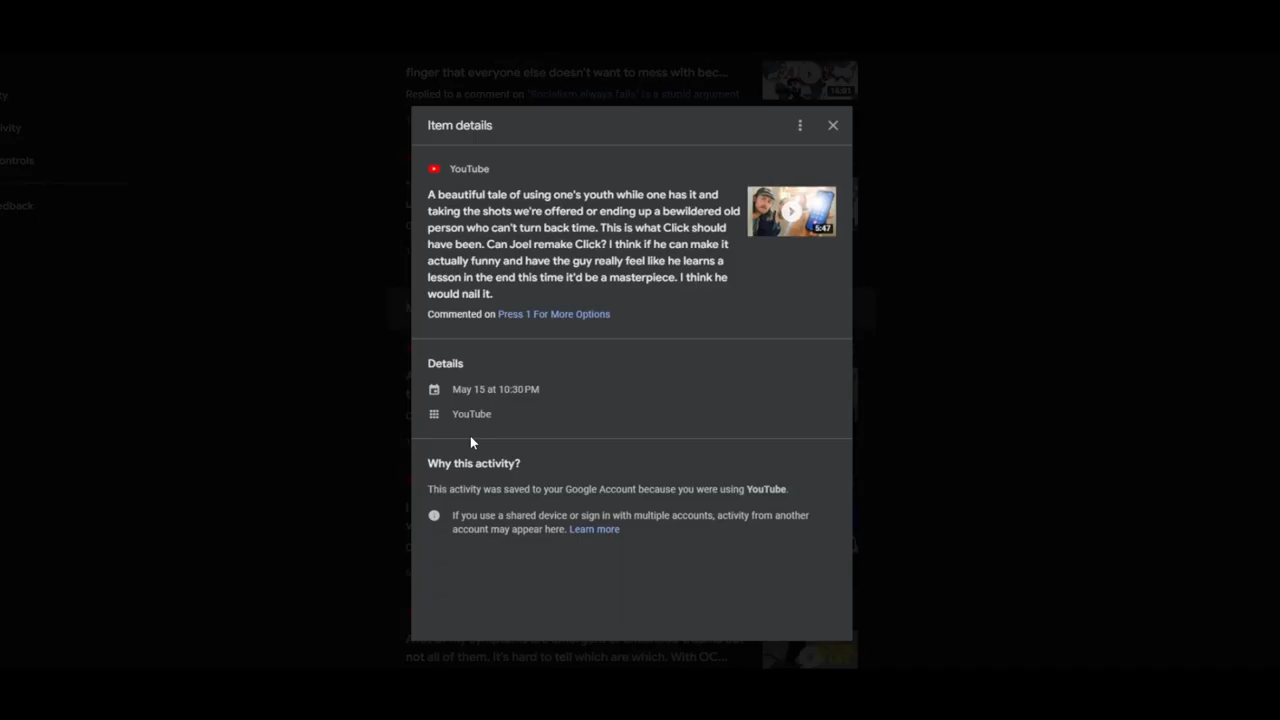 finger that everyone else doesn't want to mess with bec...
Replied to a comment on "Socialism always fails" is a stupid argument
16:01
Item details
ivity
YouTube
ontrols
A beautiful tale of using one's youth while one has it and
taking the shots we're offered or ending up a bewildered old
person who can't turn back time. This is what Click should
have been. Can Joel remake Click? I think if he can make it
actually funny and have the guy really feel like he learns a
lesson in the end this time it'd be a masterpiece. I think he
would nail it.
5:47
edback
Commented on Press 1 For More Options
Details
May 15 at 10:30 PM
YouTube
Why this activity?
This activity was saved to your Google Account because you were using YouTube.
If you use a shared device or sign in with multiple accounts, activity from another
account may appear here. Learn more
not all of them. It's hard to tell which are which. With OC...